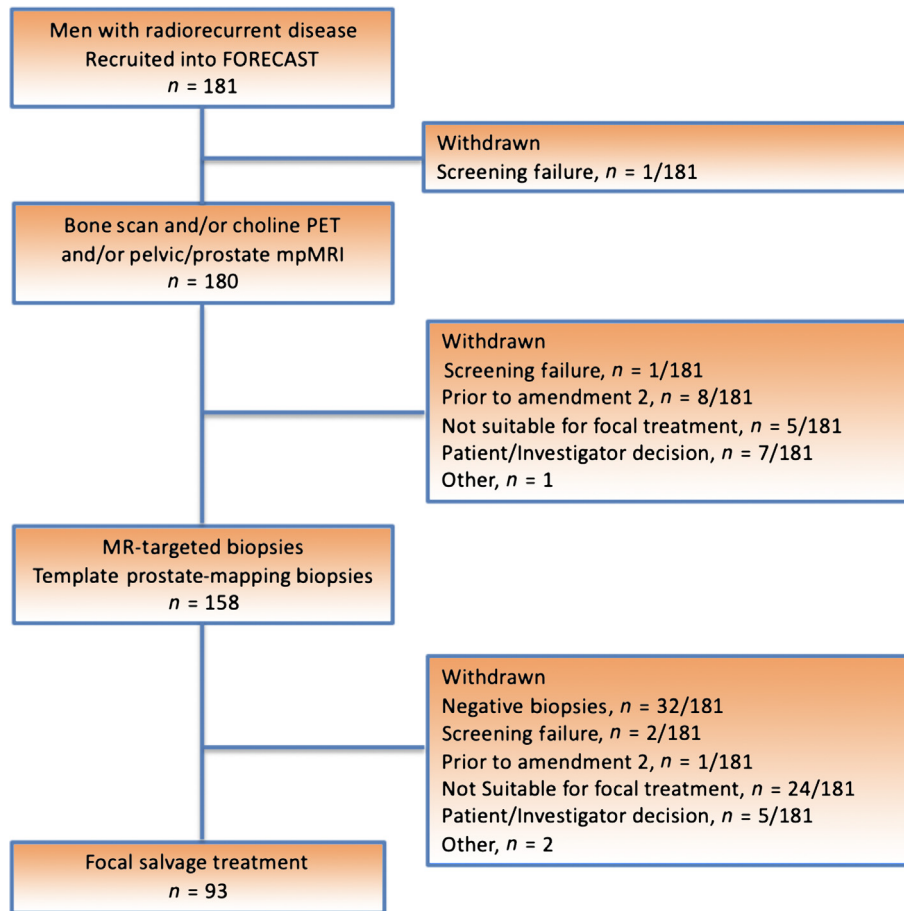 Men with radiorecurrent disease
Recruited into FORECAST
n = 181
Withdrawn
Screening failure, n = 1/181
Bone scan and/or choline PET
and/or pelvic/prostate mpMRI
n = 180
Withdrawn
Screening failure, n = 1/181
Prior to amendment 2, n = 8/181
Not suitable for focal treatment, n = 5/181
Patient/Investigator decision, n = 7/181
Other, n = 1
MR-targeted biopsies
Template prostate-mapping biopsies
n = 158
Withdrawn
Negative biopsies, n = 32/181
Screening failure, n = 2/181
Prior to amendment 2, n = 1/181
Not Suitable for focal treatment, n = 24/181
Patient/Investigator decision, n = 5/181
Other, n = 2
Focal salvage treatment
n = 93